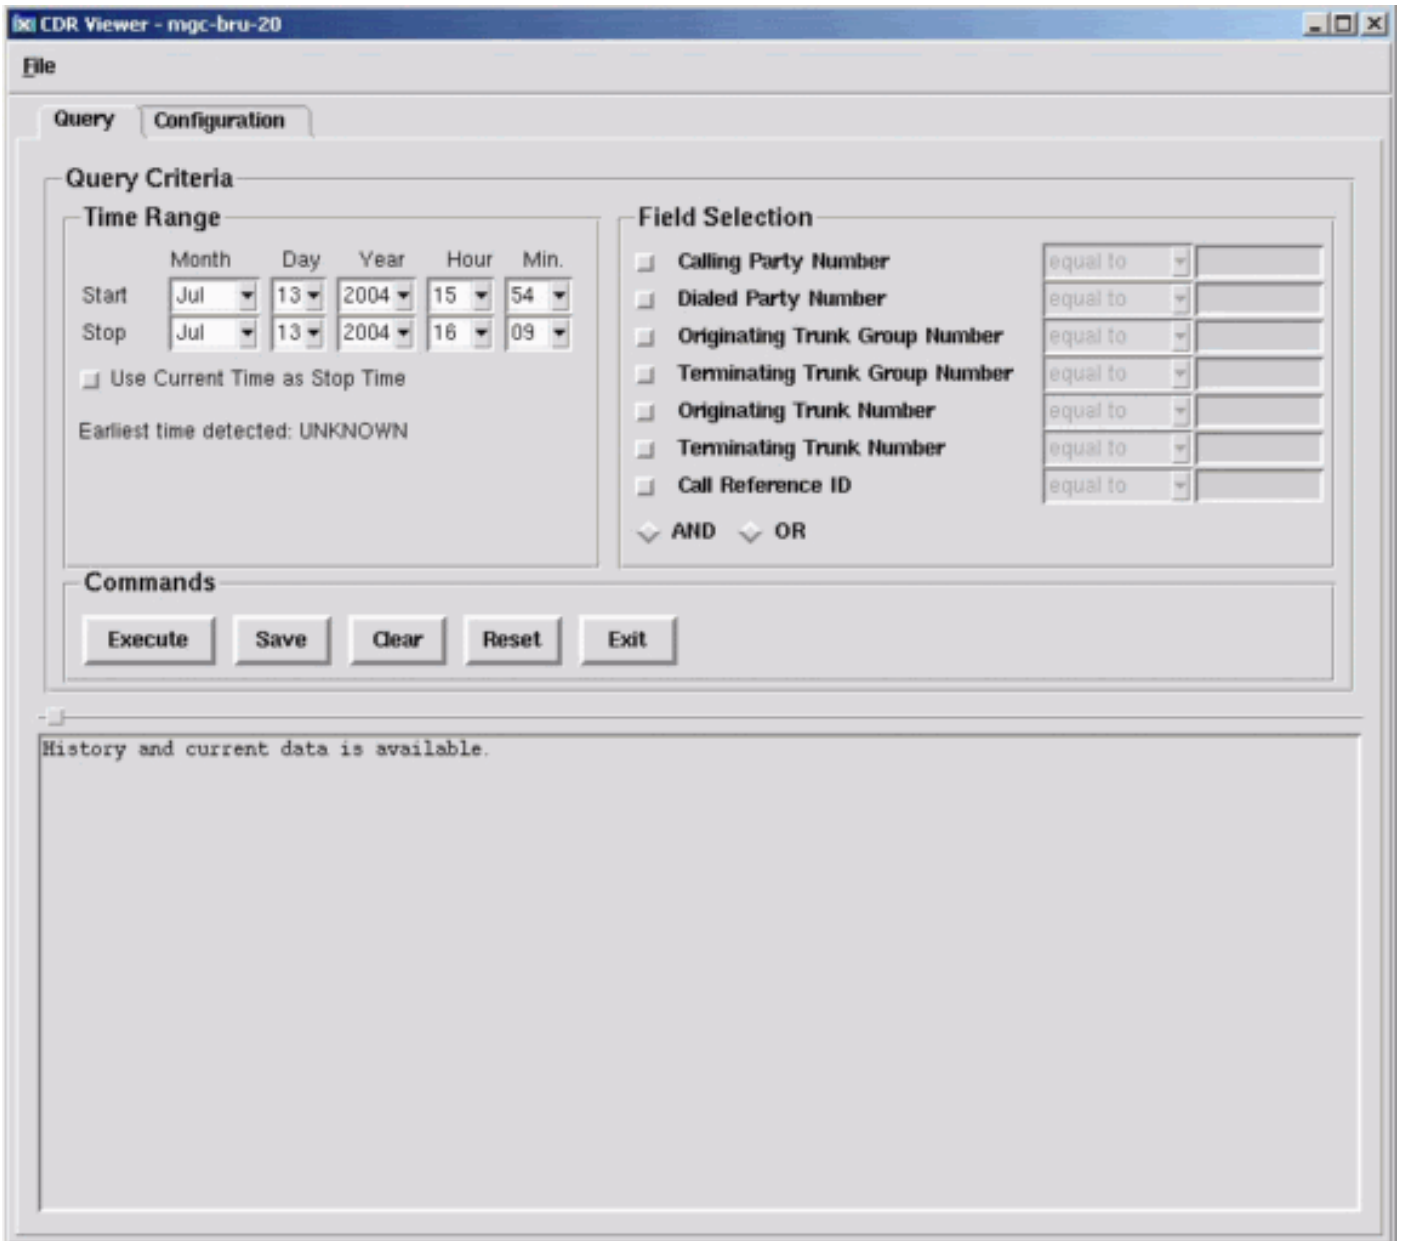 CDR Viewer - mgc-bru-20
File
Query Configuration
Query Criteria
Time Range
Month Day Year Hour Min.
Start Jul 13 2004 15 54
Stop Jul 13 2004 16 09
Use Current Time as Stop Time
Earliest time detected: UNKNOWN
Field Selection
Calling Party Number equal to
Dialed Party Number equal to
Originating Trunk Group Number equal to
Terminating Trunk Group Number equal to
Originating Trunk Number equal to
Terminating Trunk Number equal to
Call Reference ID equal to
AND OR
Commands
Execute Save Clear Reset Exit
History and current data is available.